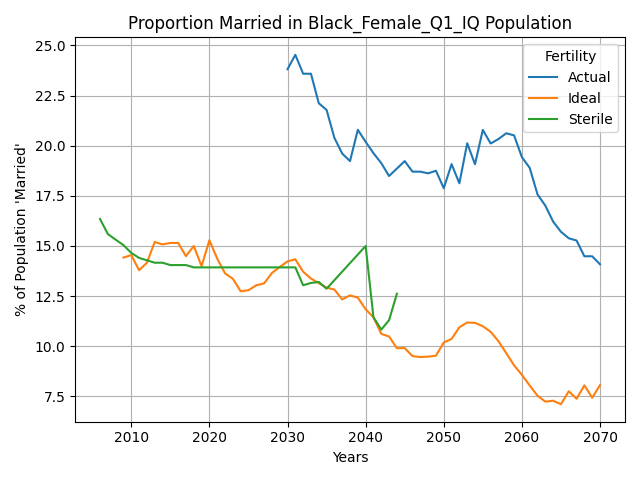 Proportion Married in Black_Female_Q1_IQ Population
% of Population 'Married'
25.0
22.5
20.0
17.5
15.0
12.5
10.0
7.5
Fertility
Actual
Ideal
Sterile
2010 2020 2030 2040 2050 2060 2070
Years